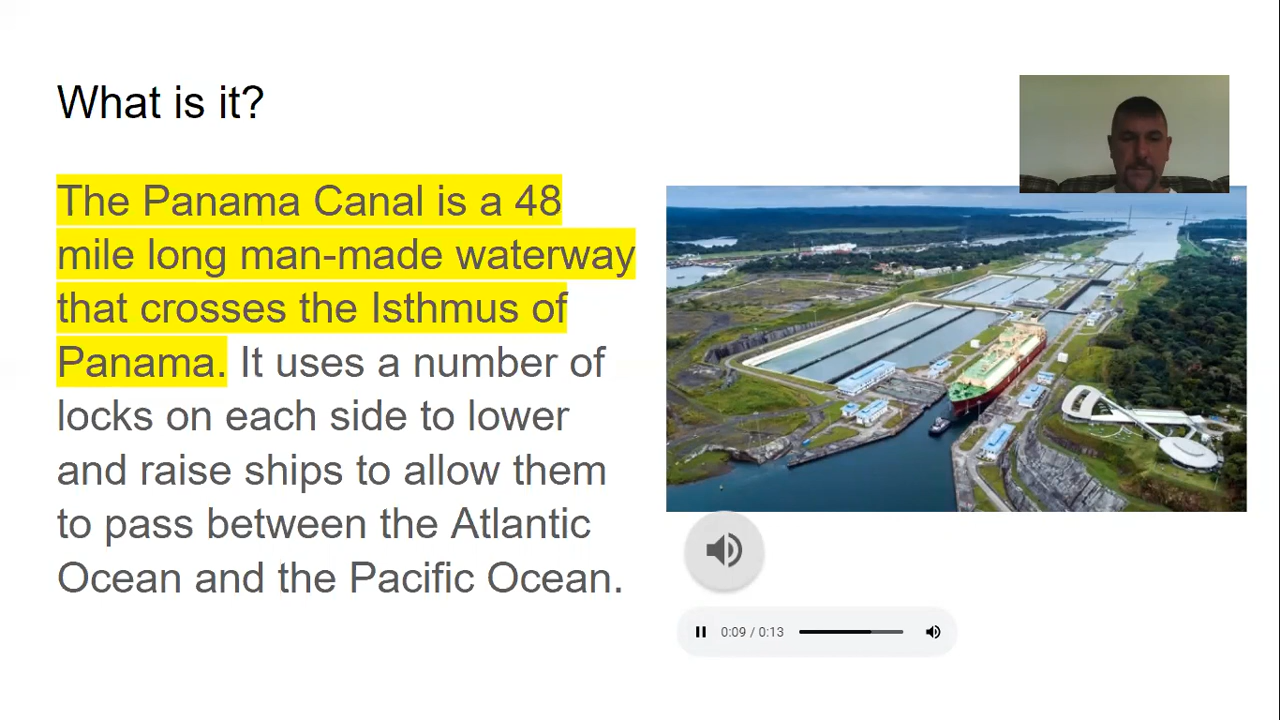 What is it?
The Panama Canal is a 48
mile long man-made waterway
that crosses the Isthmus of
Panama. It uses a number of
locks on each side to lower
and raise ships to allow them
to pass between the Atlantic
Ocean and the Pacific Ocean.
0:09 / 0:13